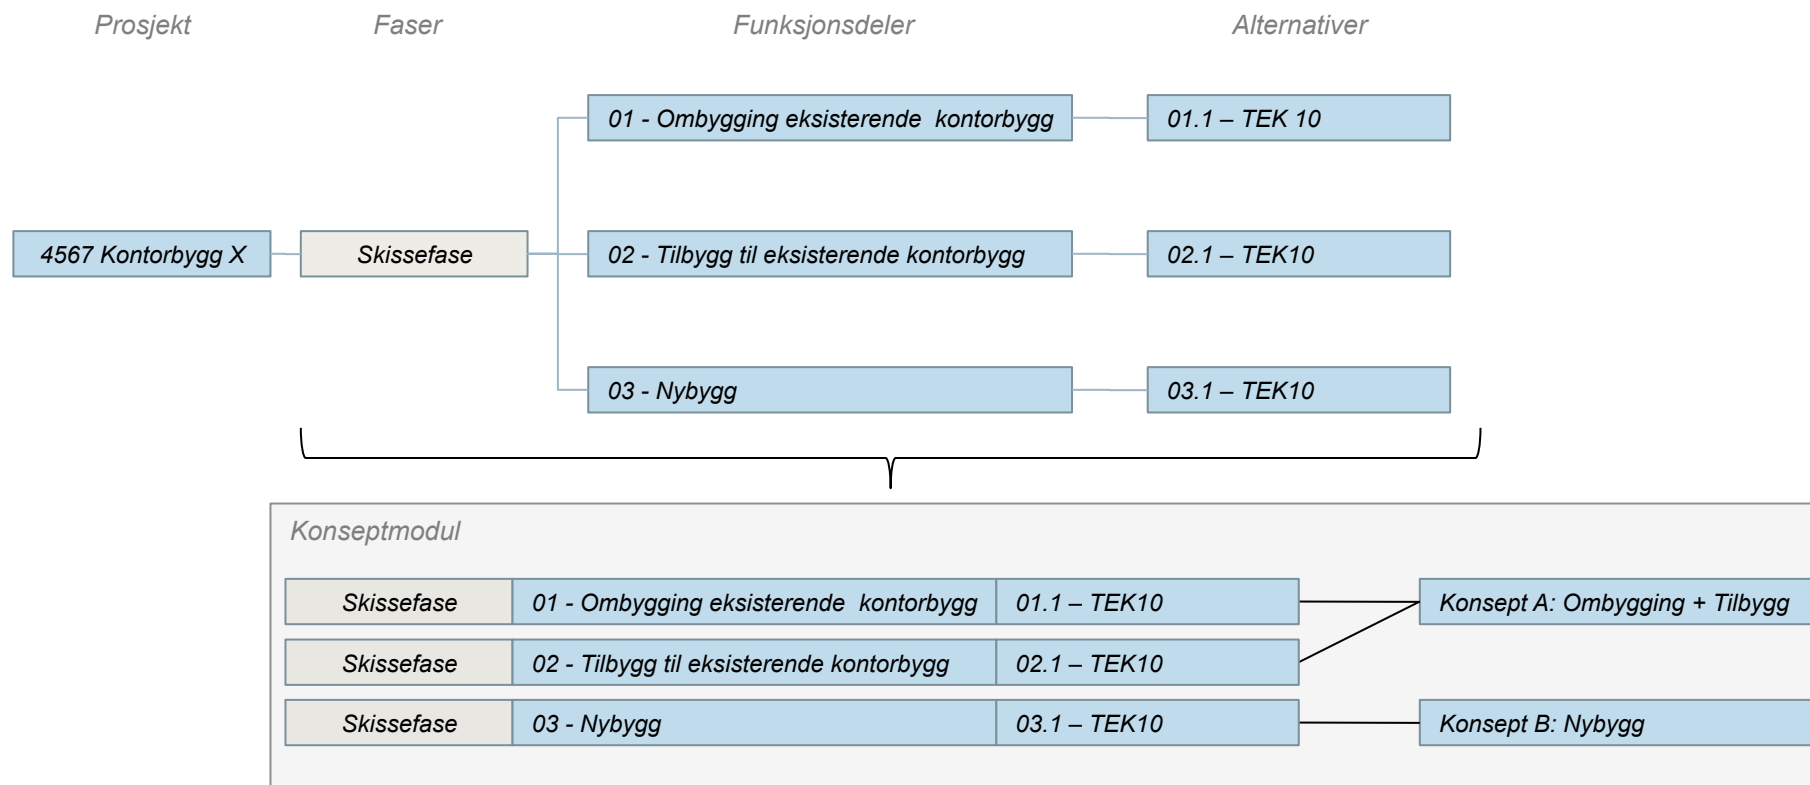 Prosjekt Faser Funksjonsdeler Alternativer
01 - Ombygging eksisterende  kontorbygg 01.1 – TEK 10
4567 Kontorbygg X Skissefase 02 - Tilbygg til eksisterende kontorbygg 02.1 – TEK10
03 - Nybygg 03.1 – TEK10
Konseptmodul
Skissefase 01 - Ombygging eksisterende  kontorbygg 01.1 – TEK10 Konsept A: Ombygging + Tilbygg
Skissefase 02 - Tilbygg til eksisterende kontorbygg 02.1 – TEK10
Skissefase 03 - Nybygg 03.1 – TEK10 Konsept B: Nybygg